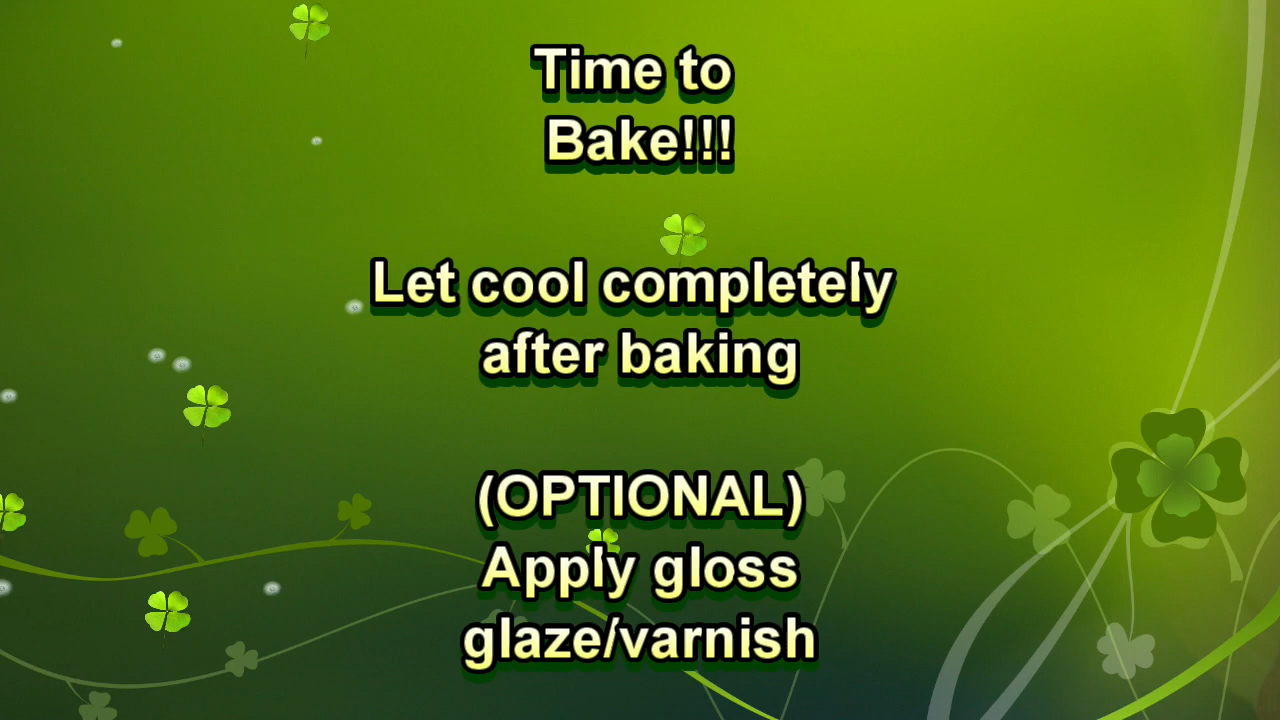 Time to
Bake!!!
Let cool completely
after baking
(OPTIONAL)
Apply gloss
glaze/varnish